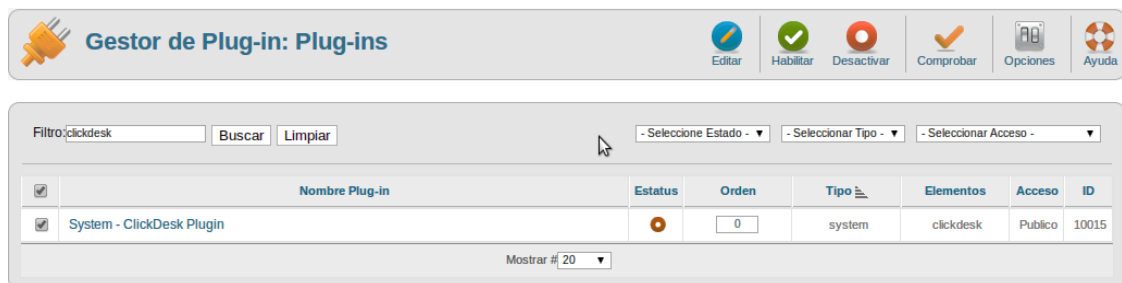 Gestor de Plug-in: Plug-ins
Editar Habilitar Desactivar Comprobar Opciones Ayuda
Filtro: clickdesk Buscar Limpiar - Seleccione Estado - - Seleccionar Tipo - - Seleccionar Acceso -
Nombre Plug-in Estatus Orden Tipo Elementos Acceso ID
System - ClickDesk Plugin 0 system clickdesk Publico 10015
Mostrar # 20